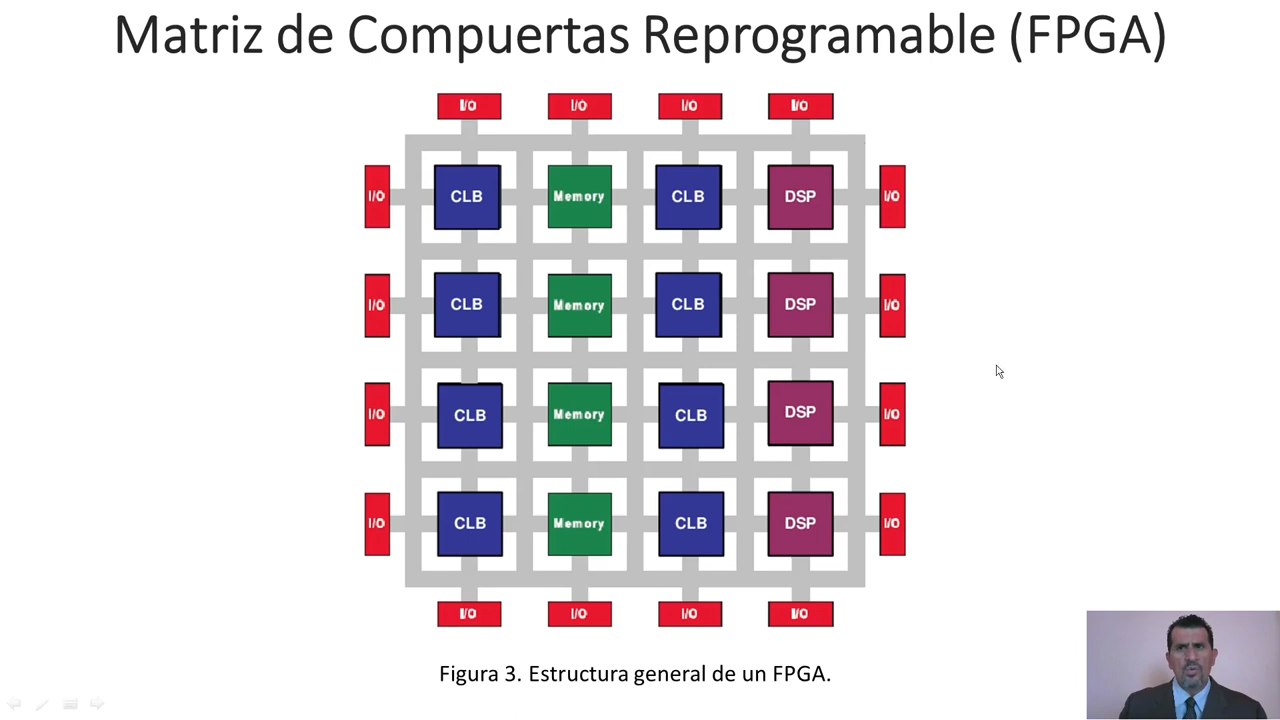 Matriz de Compuertas Reprogramable (FPGA)
I/O I/O I/O I/O
I/O CLB Memory CLB DSP I/O
I/O CLB Memory CLB DSP I/O
I/O CLB Memory CLB DSP I/O
I/O CLB Memory CLB DSP I/O
I/O I/O I/O I/O
Figura 3. Estructura general de un FPGA.